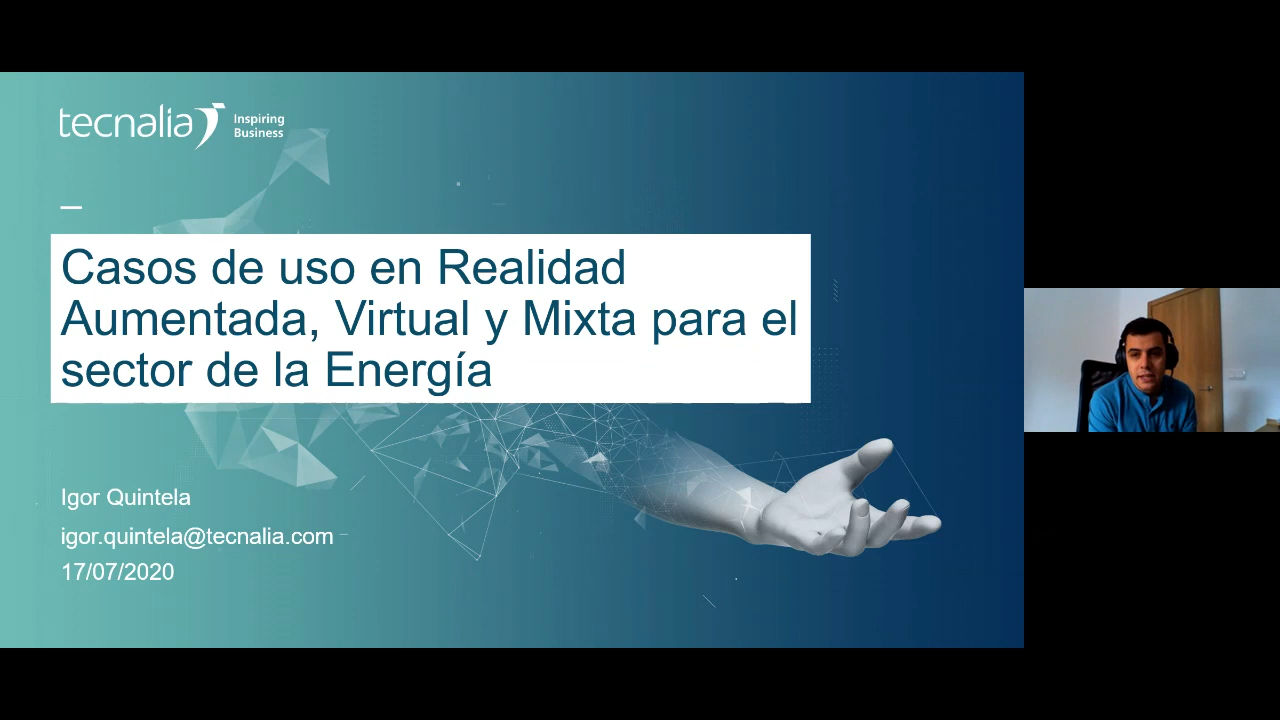 tecnalia
Inspiring
Business
Casos de uso en Realidad
Aumentada, Virtual y Mixta para el
sector de la Energía
Igor Quintela
igor.quintela@tecnalia.com
17/07/2020